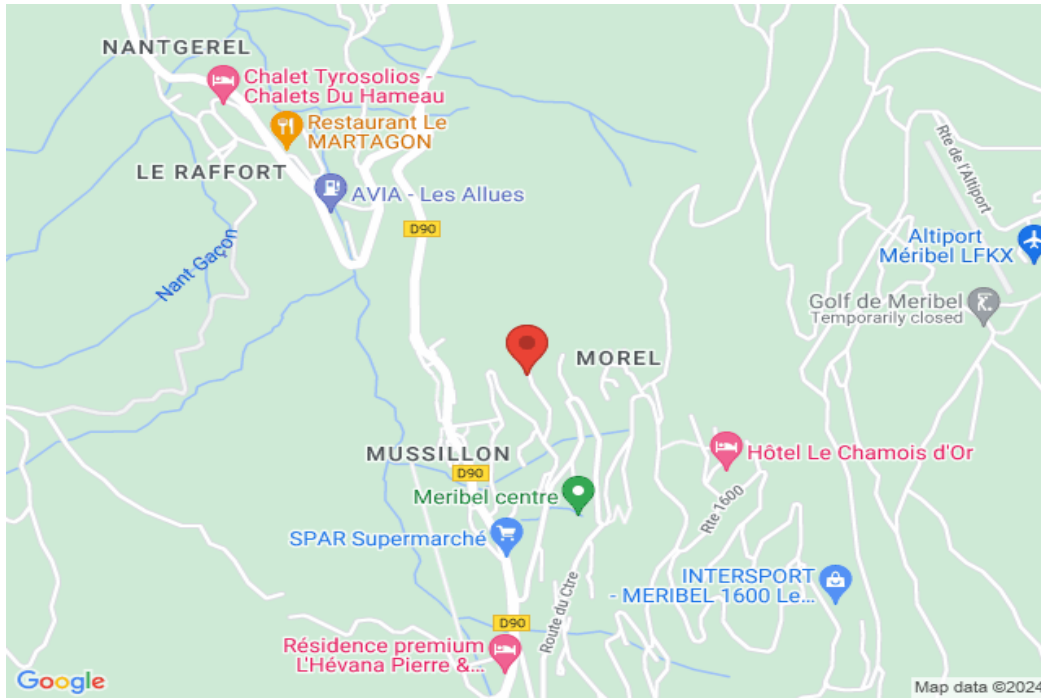 NANTGEREL
Chalet Tyrosolios -
Chalets Du Hameau
Restaurant Le
MARTAGON
LE RAFFORT
AVIA - Les Allues
Rte de l'Altiport
D90
Altiport
Méribel LFKX
Nant Gaçon
Golf de Meribel
Temporarily closed
MOREL
MUSSILLON
D90
Hôtel Le Chamois d'Or
Meribel centre
Rte 1600
SPAR Supermarché
INTERSPORT
- MERIBEL 1600 Le...
Route du Ctre
D90
Résidence premium
L'Hévana Pierre &...
Google
Map data ©2024